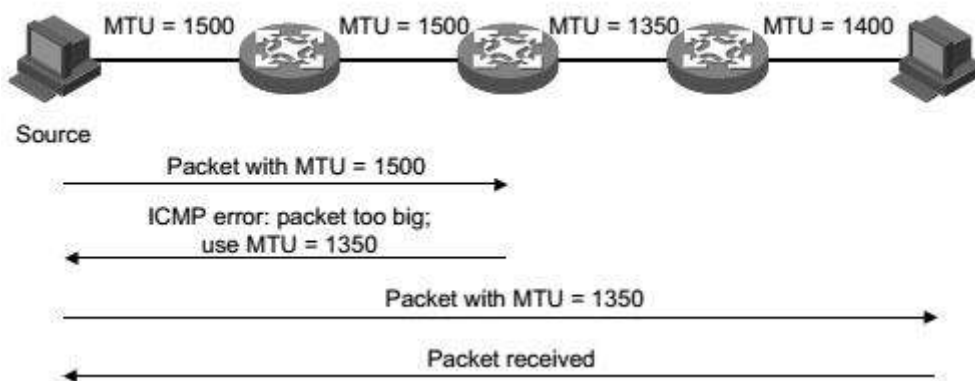 MTU = 1500 MTU = 1500 MTU = 1350 MTU = 1400
Source
Packet with MTU = 1500
ICMP error: packet too big;
use MTU = 1350
Packet with MTU = 1350
Packet received